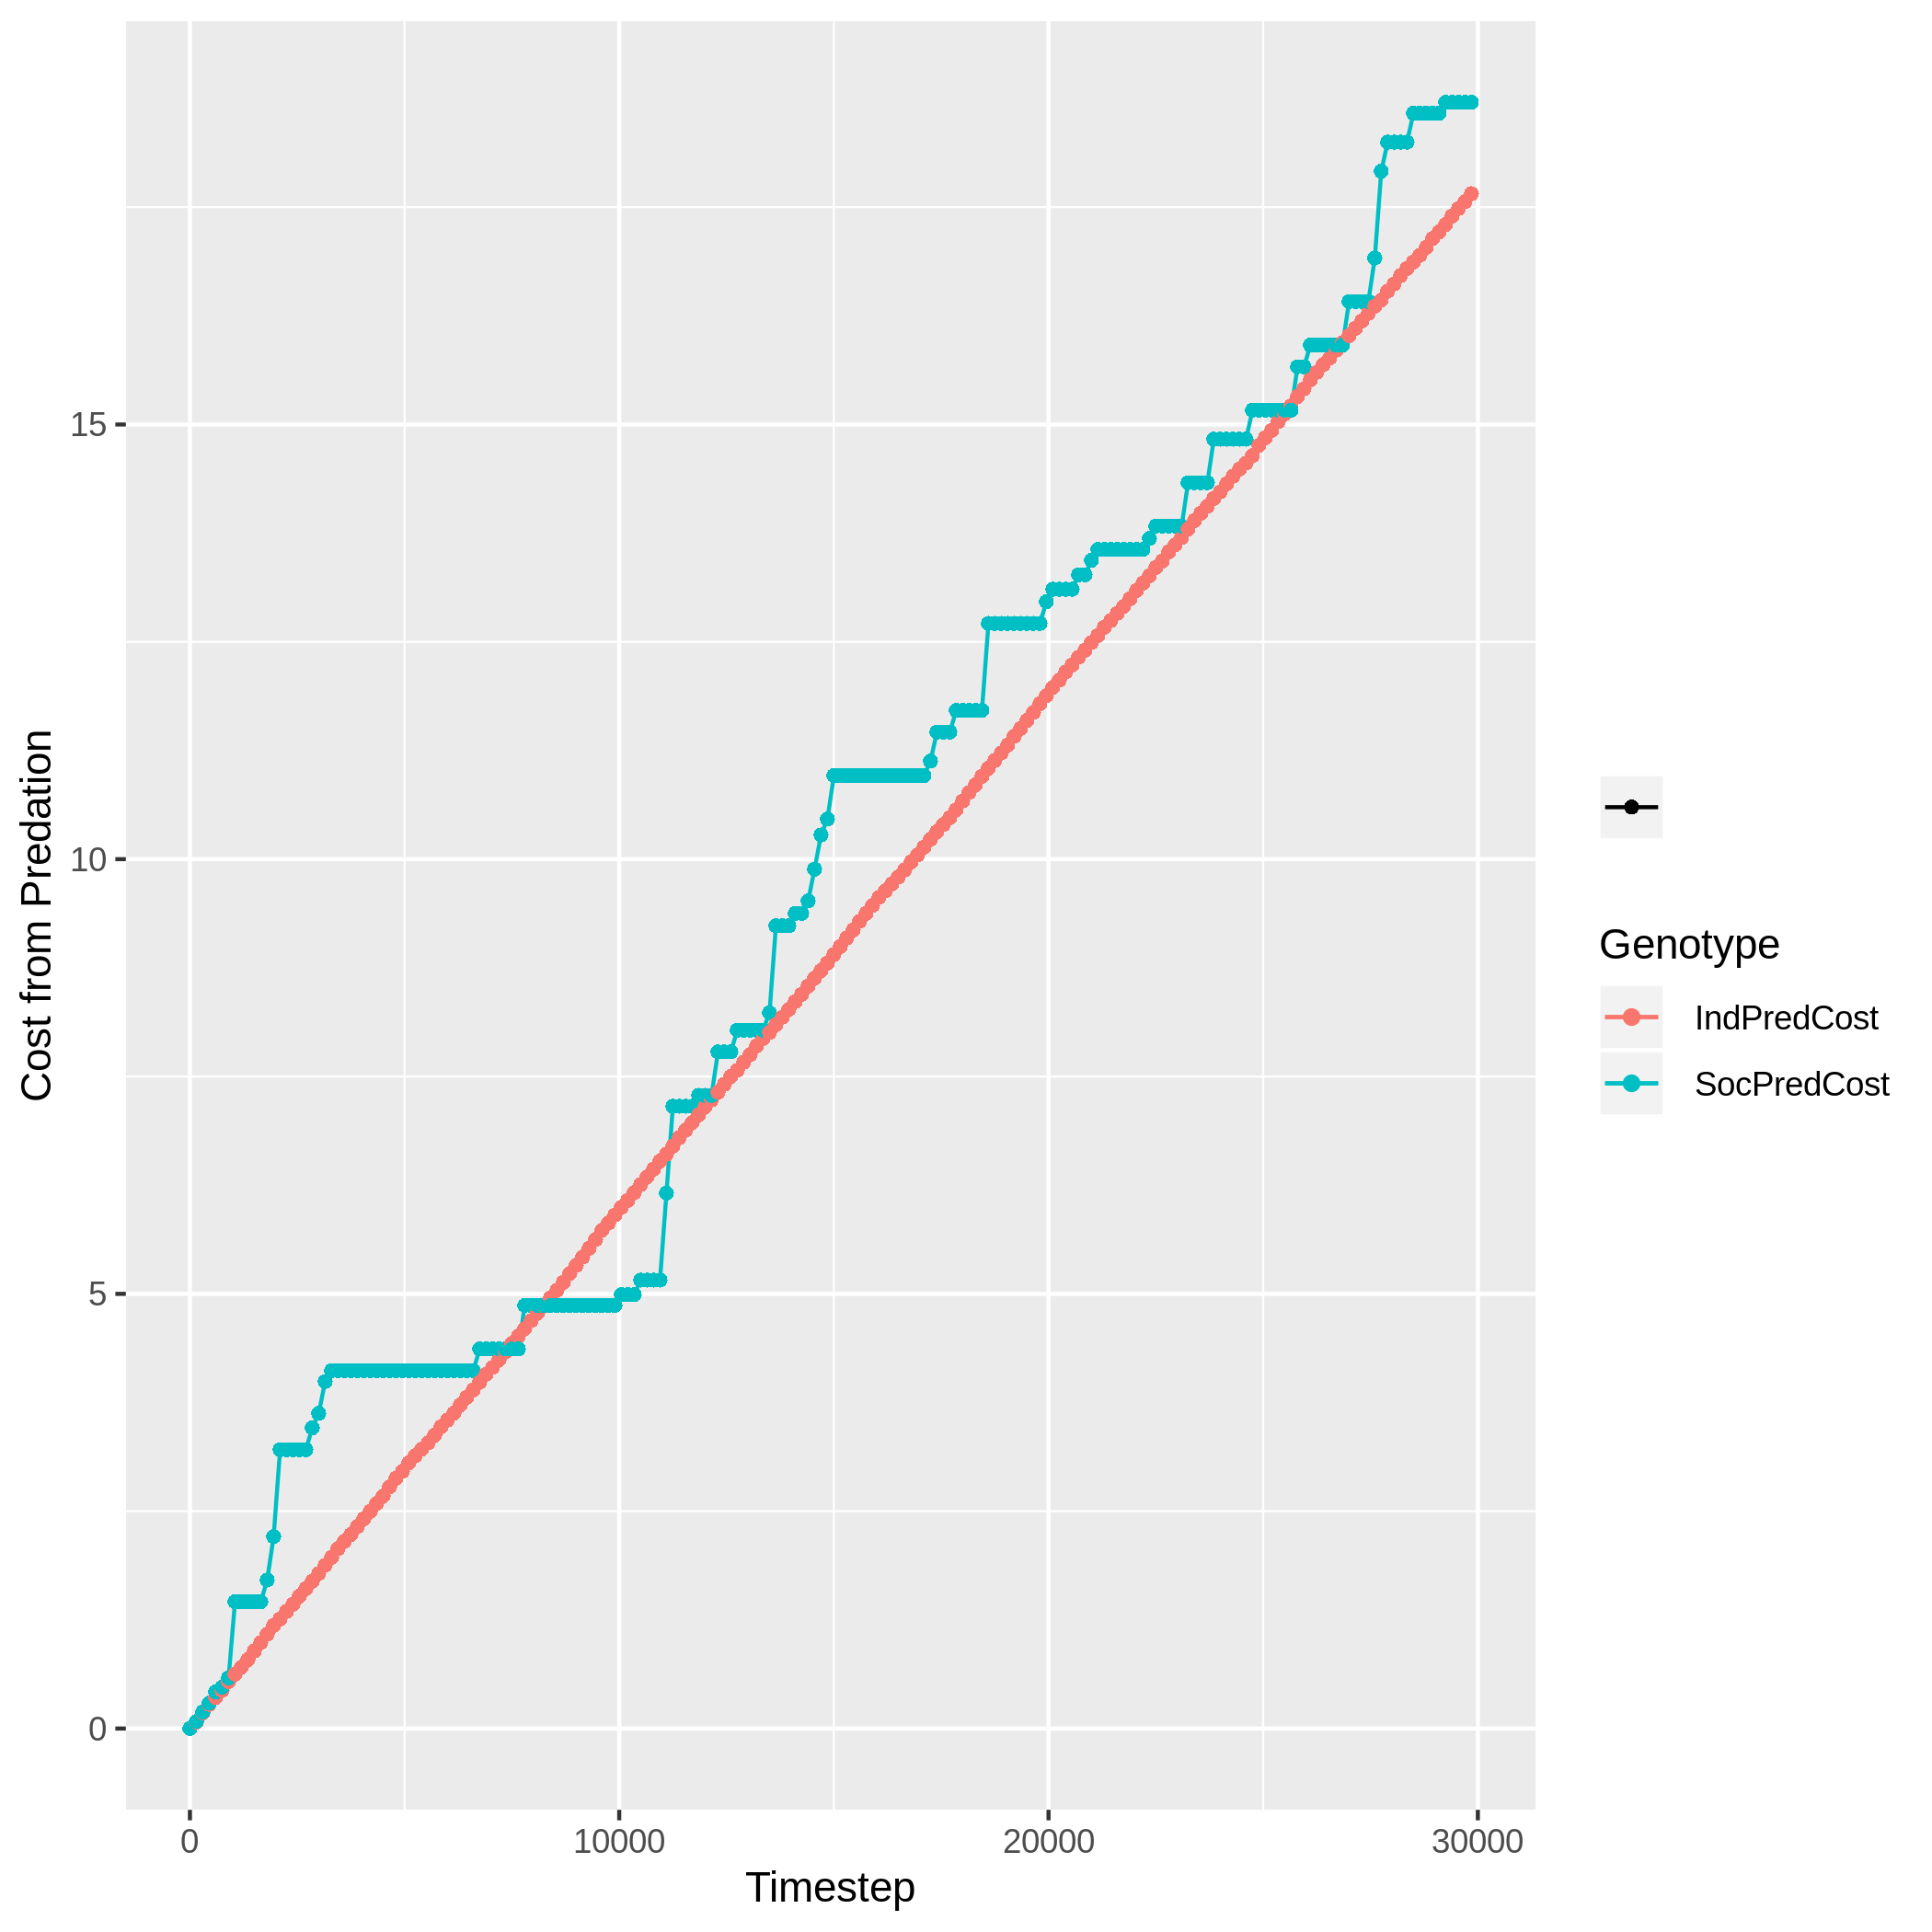 Cost from Predation
15
10
5
0
0 10000 20000 30000
Timestep
Genotype
IndPredCost
SocPredCost